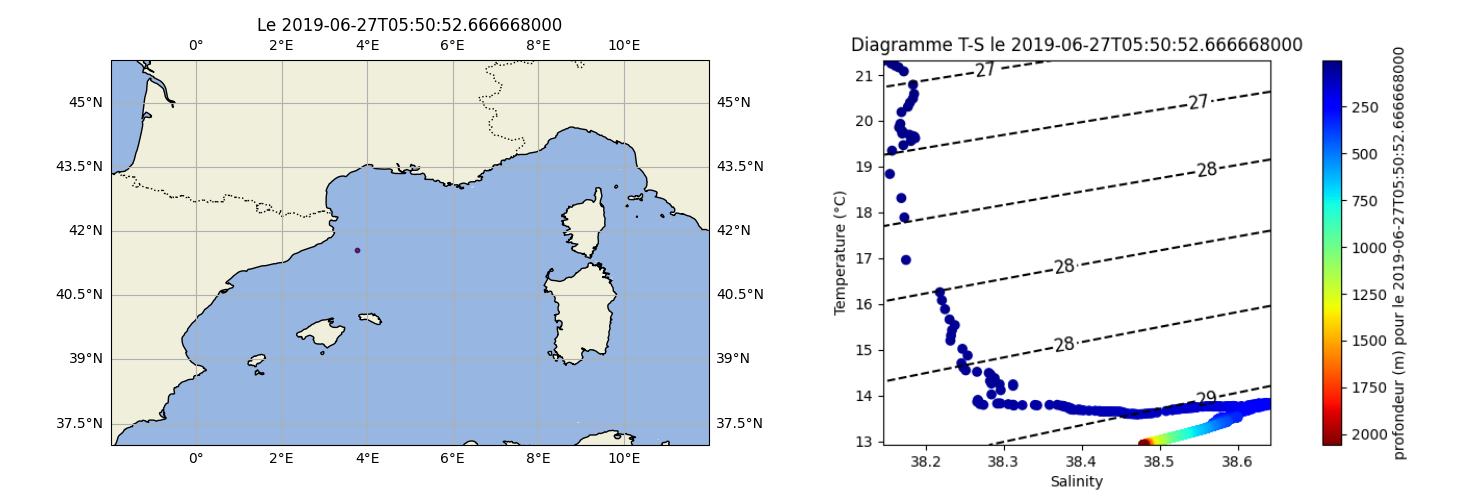 Le 2019-06-27T05:50:52.666668000
0° 2°E 4°E 6°E 8°E 10°E
45°N 45°N
43.5°N 43.5°N
42°N 42°N
40.5°N 40.5°N
39°N 39°N
37.5°N 37.5°N
0° 2°E 4°E 6°E 8°E 10°E
Diagramme T-S le 2019-06-27T05:50:52.666668000
Temperature (°C)
21
20
19
18
17
16
15
14
13
27
27
28
28
28
29
38.2 38.3 38.4 38.5 38.6
Salinity
250
500
750
1000
1250
1500
1750
2000
profondeur (m) pour le 2019-06-27T05:50:52.666668000